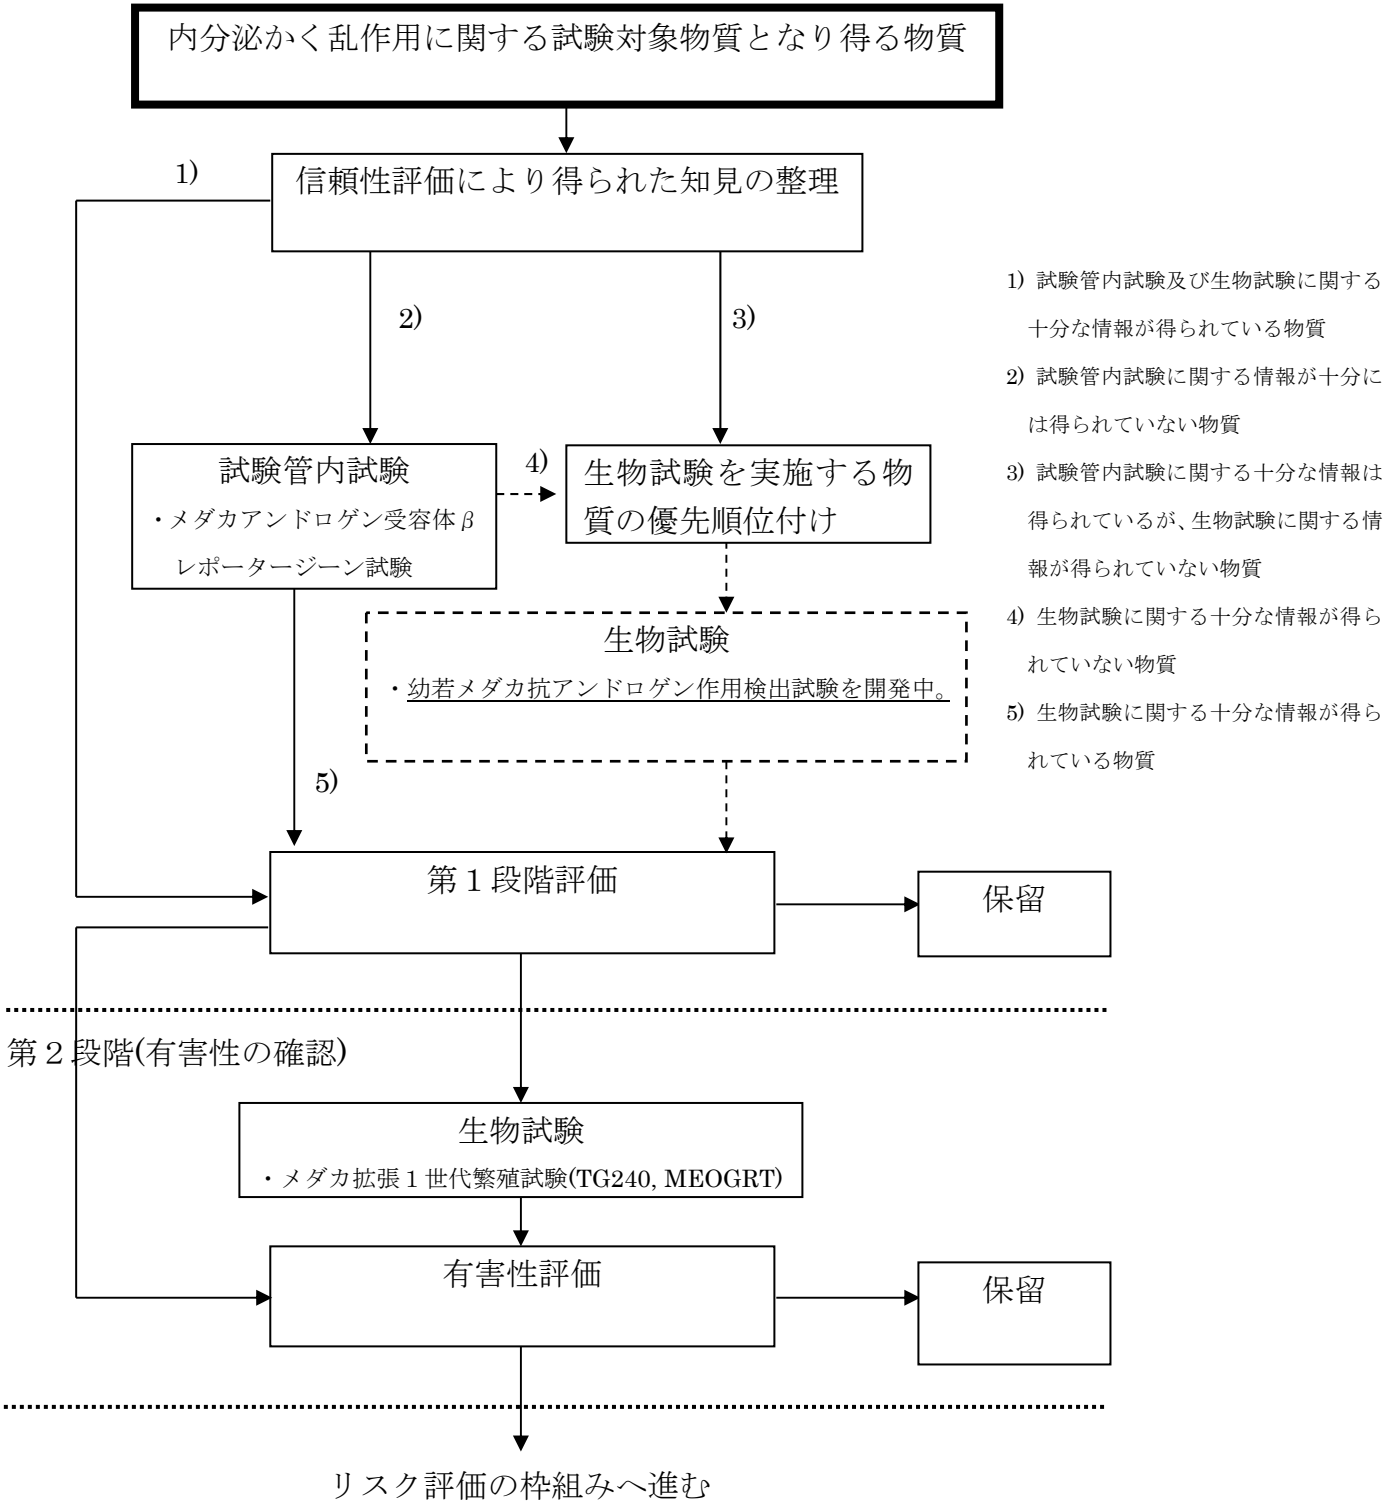 内分泌かく乱作用に関する試験対象物質となり得る物質
1)
信頼性評価により得られた知見の整理
2)
3)
1) 試験管内試験及び生物試験に関する
十分な情報が得られている物質
2) 試験管内試験に関する情報が十分に
は得られていない物質
3) 試験管内試験に関する十分な情報は
得られているが、生物試験に関する情
報が得られていない物質
4) 生物試験に関する十分な情報が得ら
れていない物質
5) 生物試験に関する十分な情報が得ら
れている物質
試験管内試験
・メダカアンドロゲン受容体β
レポータージーン試験
4)
生物試験を実施する物
質の優先順位付け
生物試験
・幼若メダカ抗アンドロゲン作用検出試験を開発中。
5)
第１段階評価
保留
第２段階(有害性の確認)
生物試験
・メダカ拡張１世代繁殖試験(TG240, MEOGRT)
有害性評価
保留
リスク評価の枠組みへ進む